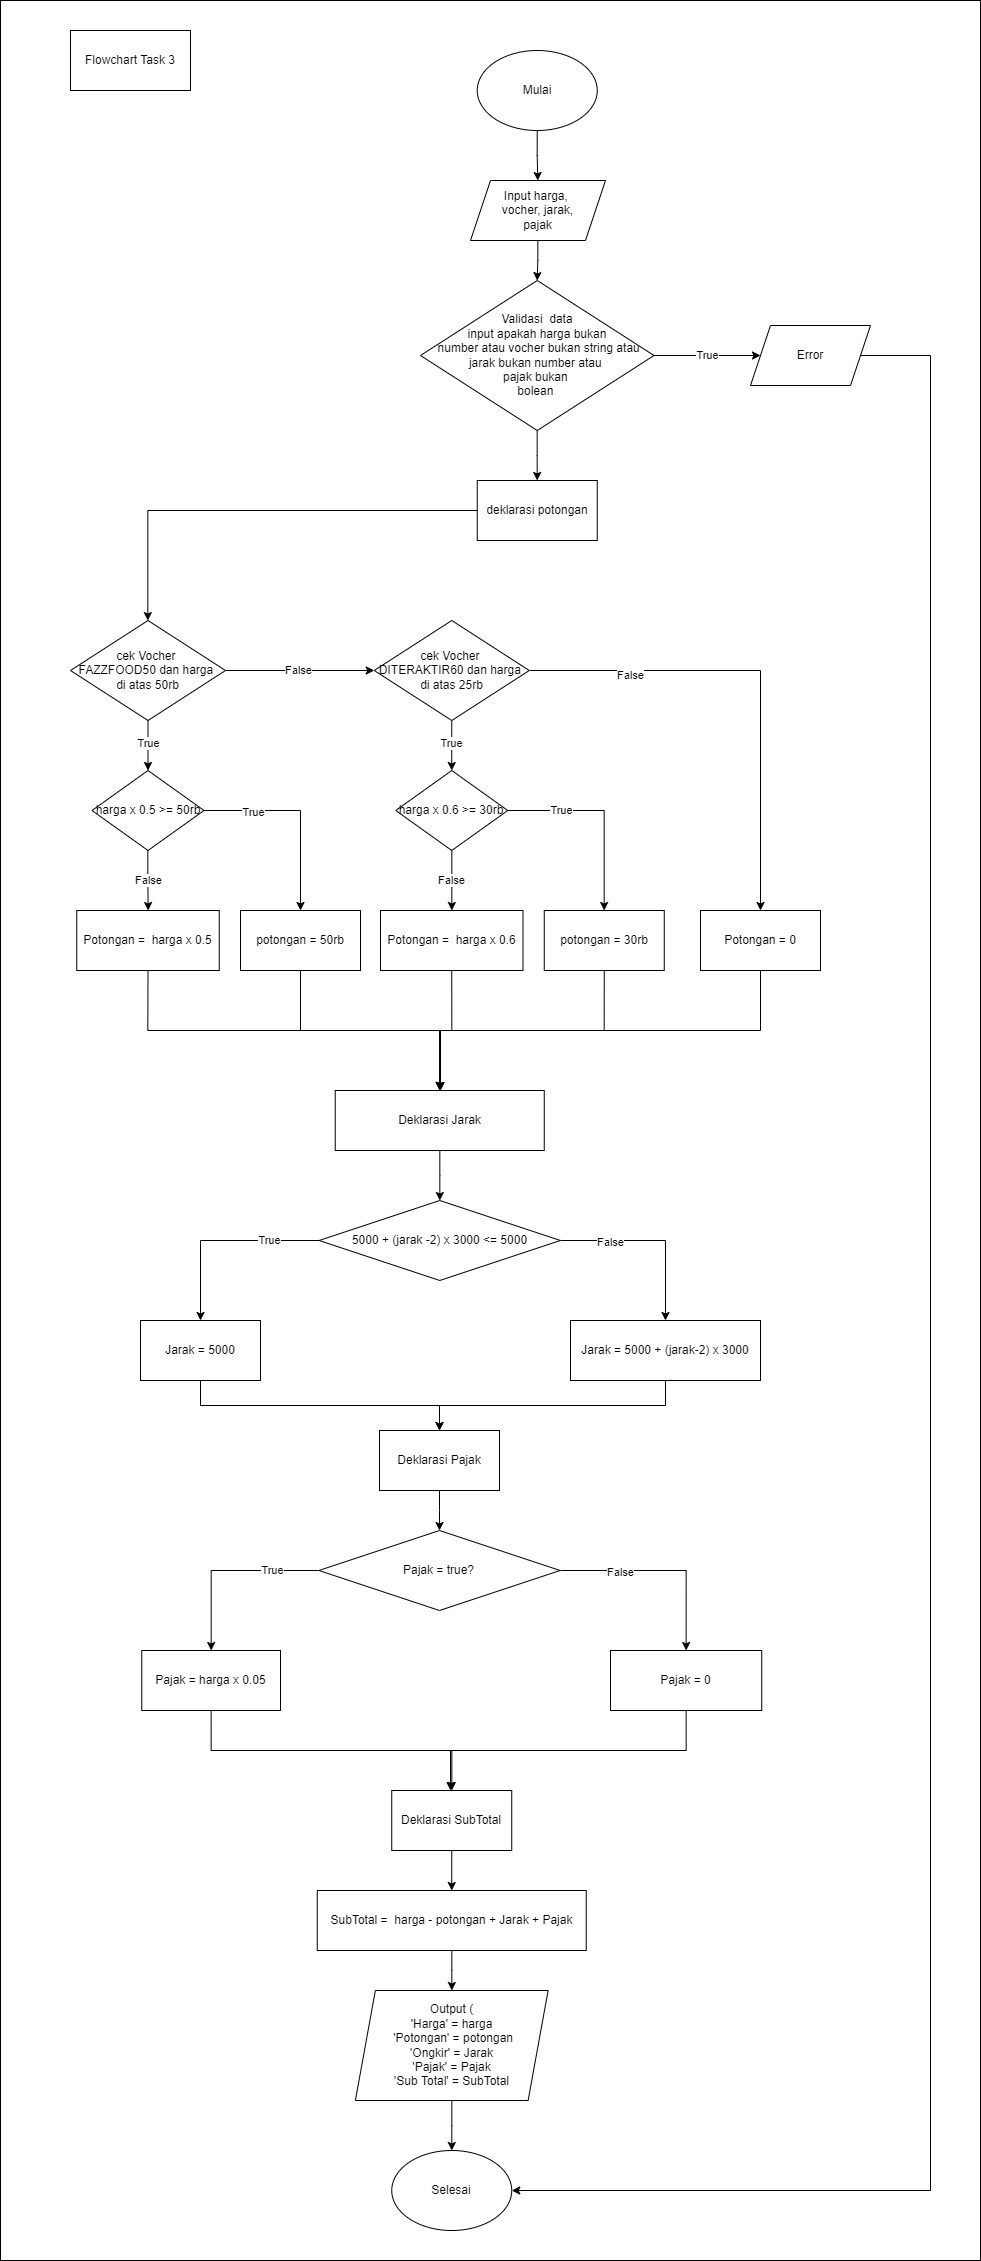 Flowchart Task 3
Mulai
Input harga,
vocher, jarak,
pajak
Validasi  data
input apakah harga bukan
number atau vocher bukan string atau
jarak bukan number atau
pajak bukan
bolean
True
Error
deklarasi potongan
cek Vocher
FAZZFOOD50 dan harga
di atas 50rb
False
cek Vocher
DITERAKTIR60 dan harga
di atas 25rb
False
True
True
harga x 0.5 >= 50rb
True
harga x 0.6 >= 30rb
True
False
False
Potongan =  harga x 0.5
potongan = 50rb
Potongan =  harga x 0.6
potongan = 30rb
Potongan = 0
Deklarasi Jarak
True
5000 + (jarak -2) x 3000 <= 5000
False
Jarak = 5000
Jarak = 5000 + (jarak-2) x 3000
Deklarasi Pajak
True
Pajak = true?
False
Pajak = harga x 0.05
Pajak = 0
Deklarasi SubTotal
SubTotal =  harga - potongan + Jarak + Pajak
Output (
'Harga' = harga
'Potongan' = potongan
'Ongkir' = Jarak
'Pajak' = Pajak
'Sub Total' = SubTotal
Selesai